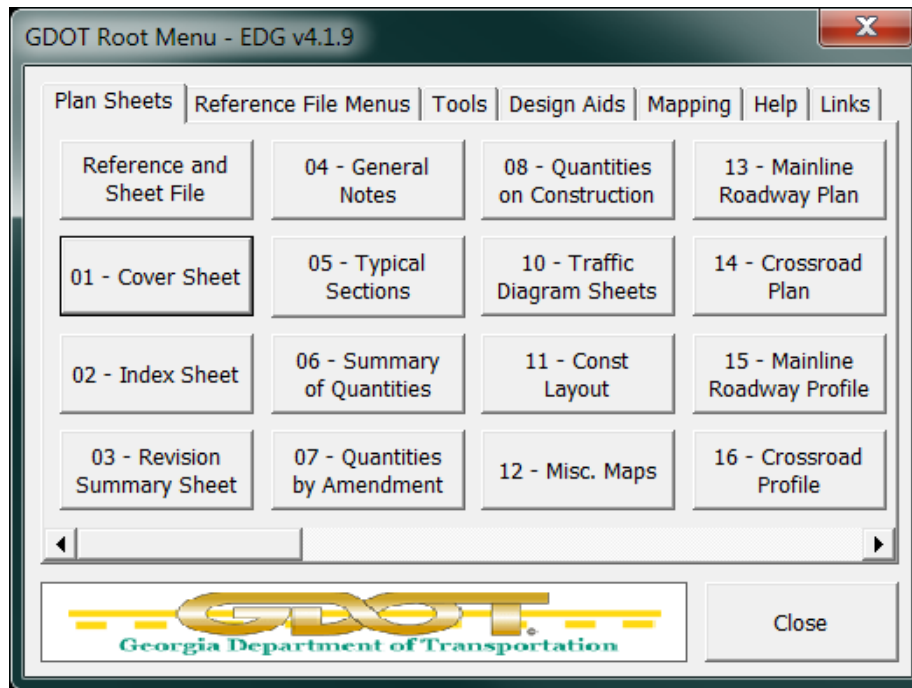 GDOT Root Menu - EDG v4.1.9
X
Plan Sheets Reference File Menus Tools Design Aids Mapping Help Links
Reference and
Sheet File
04 - General
Notes
08 - Quantities
on Construction
13 - Mainline
Roadway Plan
01 - Cover Sheet
05 - Typical
Sections
10 - Traffic
Diagram Sheets
14 - Crossroad
Plan
02 - Index Sheet
06 - Summary
of Quantities
11 - Const
Layout
15 - Mainline
Roadway Profile
03 - Revision
Summary Sheet
07 - Quantities
by Amendment
12 - Misc. Maps
16 - Crossroad
Profile
GDOT
Georgia Department of Transportation
Close